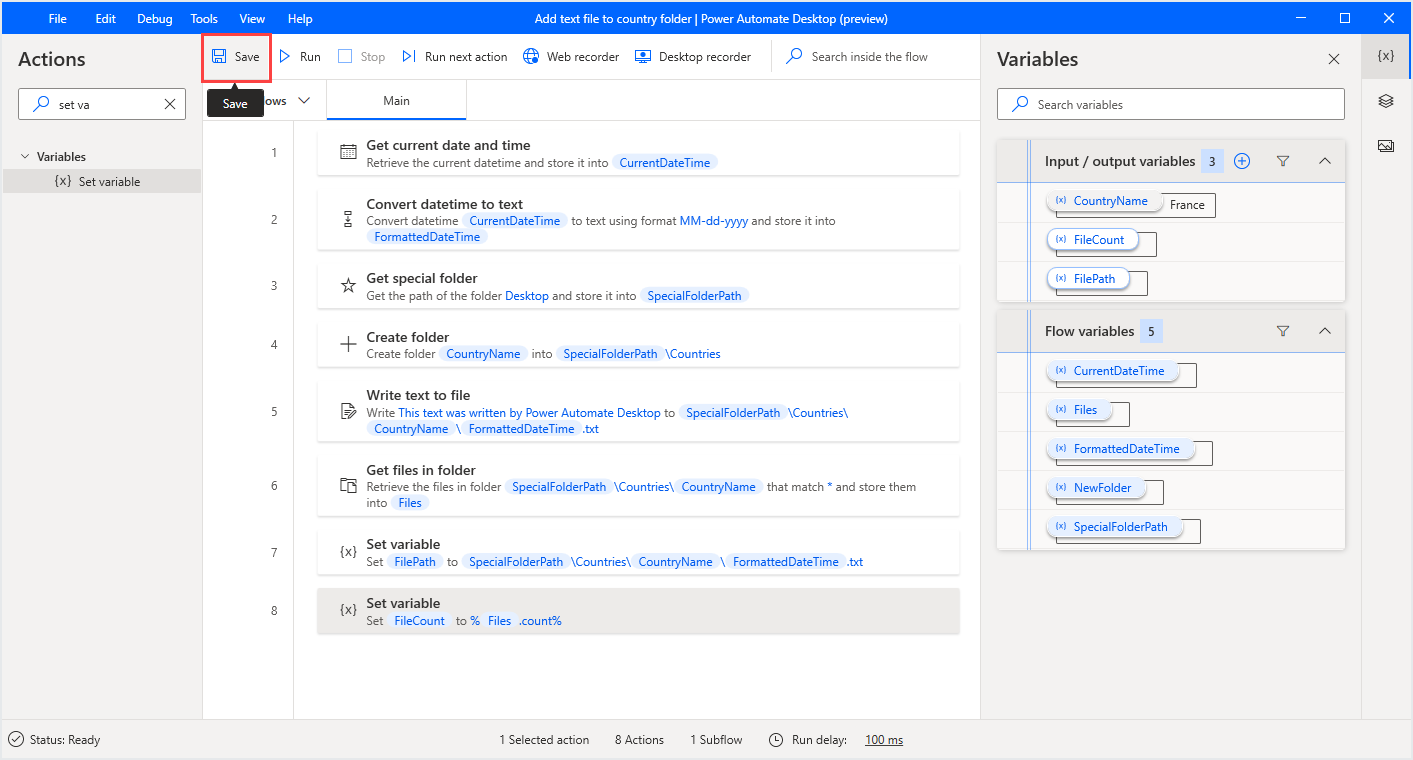 File Edit Debug Tools View Help
Add text file to country folder | Power Automate Desktop (preview)
Actions
Save Run Stop Run next action Web recorder Desktop recorder Search inside the flow
Variables
{x}
set va
Save
ows
Main
Search variables
Variables
{x} Set variable
1
Get current date and time
Retrieve the current datetime and store it into CurrentDateTime
2
Convert datetime to text
Convert datetime CurrentDateTime to text using format MM-dd-yyyy and store it into
FormattedDateTime
3
Get special folder
Get the path of the folder Desktop and store it into SpecialFolderPath
4
Create folder
Create folder CountryName into SpecialFolderPath \Countries
5
Write text to file
Write This text was written by Power Automate Desktop to SpecialFolderPath \Countries\
CountryName \ FormattedDateTime .txt
6
Get files in folder
Retrieve the files in folder SpecialFolderPath \Countries\ CountryName that match * and store them
into Files
7
{x} Set variable
Set FilePath to SpecialFolderPath \Countries\ CountryName \ FormattedDateTime .txt
8
{x} Set variable
Set FileCount to % Files .count%
Input / output variables 3
(x) CountryName France
(x) FileCount
(x) FilePath
Flow variables 5
(x) CurrentDateTime
(x) Files
(x) FormattedDateTime
(x) NewFolder
(x) SpecialFolderPath
Status: Ready 1 Selected action 8 Actions 1 Subflow Run delay: 100 ms